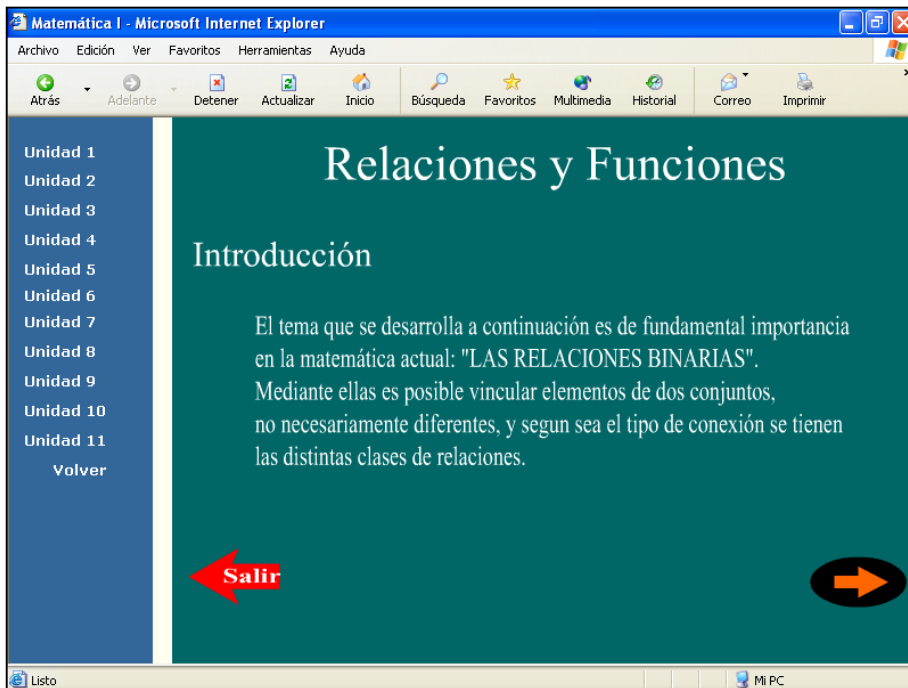 Matemática I - Microsoft Internet Explorer
Archivo Edición Ver Favoritos Herramientas Ayuda
Atrás Adelante Detener Actualizar Inicio Búsqueda Favoritos Multimedia Historial Correo Imprimir
Unidad 1
Unidad 2
Unidad 3
Unidad 4
Unidad 5
Unidad 6
Unidad 7
Unidad 8
Unidad 9
Unidad 10
Unidad 11
Volver
Relaciones y Funciones
Introducción
El tema que se desarrolla a continuación es de fundamental importancia
en la matemática actual: "LAS RELACIONES BINARIAS".
Mediante ellas es posible vincular elementos de dos conjuntos,
no necesariamente diferentes, y segun sea el tipo de conexión se tienen
las distintas clases de relaciones.
Salir
Listo Mi PC